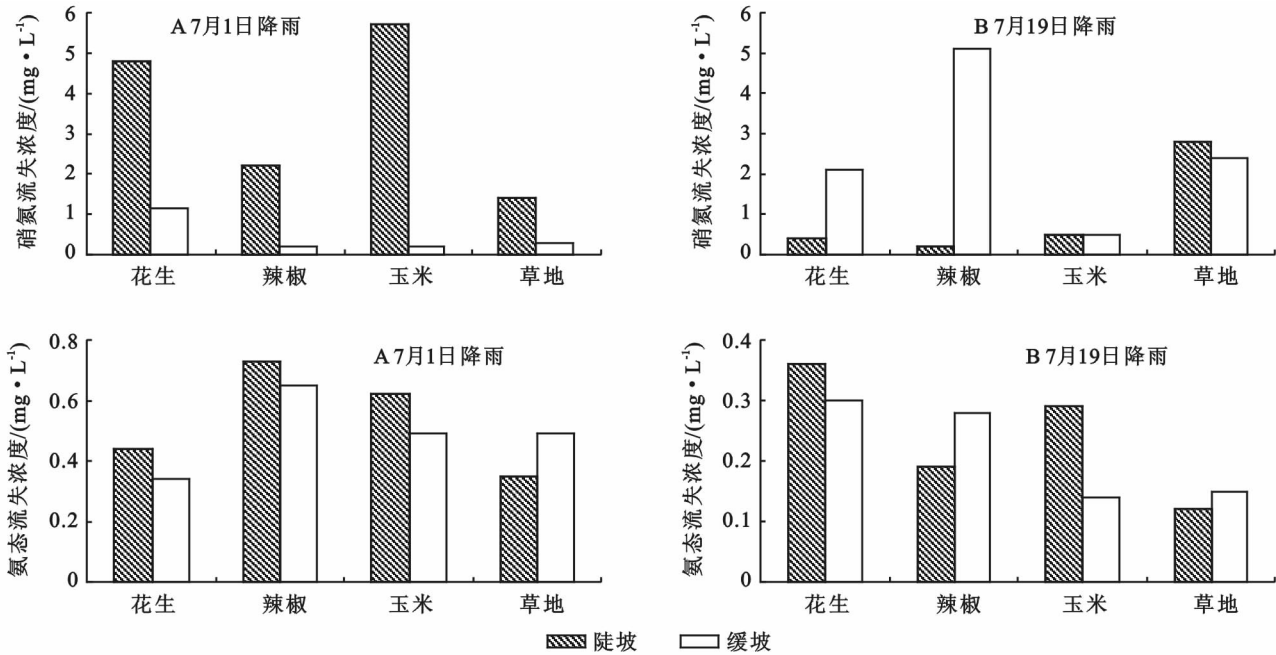 A 7月1日降雨
硝氮流失浓度/(mg·L⁻¹)
6
5
4
3
2
1
0
花生 辣椒 玉米 草地
B 7月19日降雨
硝氮流失浓度/(mg·L⁻¹)
6
5
4
3
2
1
0
花生 辣椒 玉米 草地
A 7月1日降雨
氨态流失浓度/(mg·L⁻¹)
0.8
0.6
0.4
0.2
0
花生 辣椒 玉米 草地
B 7月19日降雨
氨态流失浓度/(mg·L⁻¹)
0.4
0.3
0.2
0.1
0
花生 辣椒 玉米 草地
陡坡 缓坡